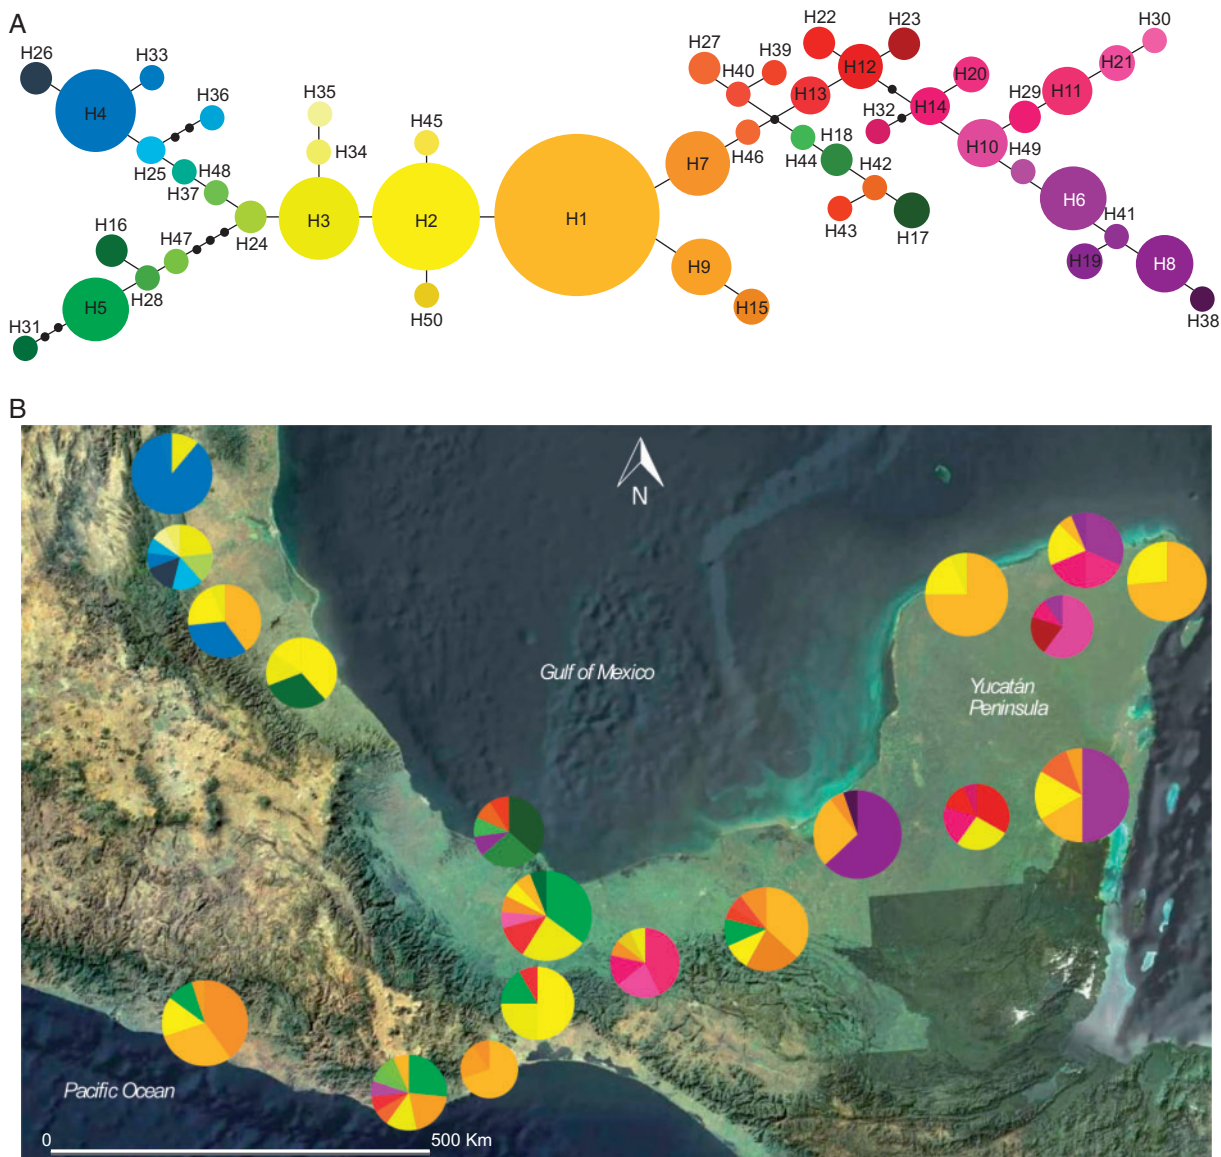 A
H22
H23
H30
H26
H33
H27
H39
H12
H21
H40
H20
H35
H13
H11
H4
H36
H14
H29
H45
H32
H18
H34
H10
H25
H46
H44
H48
H7
H42
H49
H37
H3
H2
H1
H6
H16
H47
H24
H43
H17
H41
H9
H19
H8
H28
H5
H15
H50
H31
H38
B
N
Gulf of Mexico
Yucatán
Peninsula
Pacific Ocean
0
500 Km